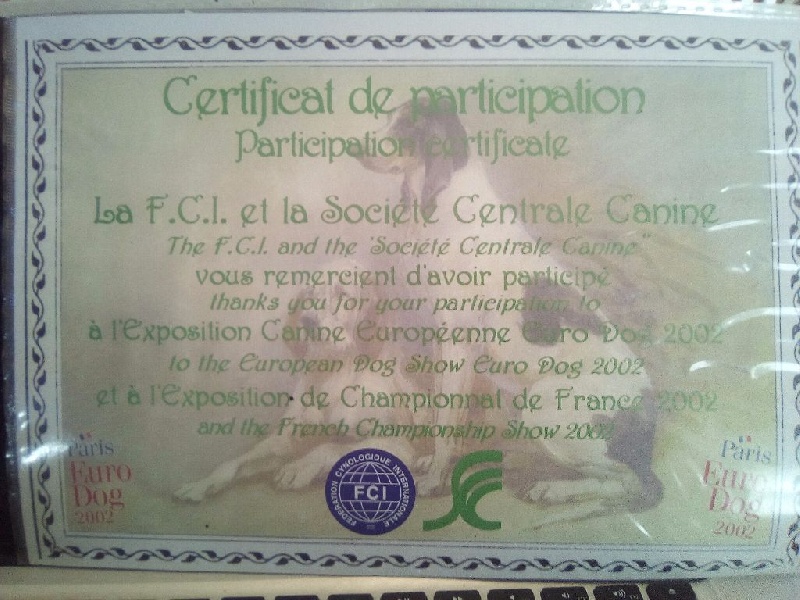 Certificat de participation
Participation certificate
La F.C.I. et la Société Centrale Canine
The F.C.I. and the "Société Centrale Canine"
vous remercient d'avoir participé
thanks you for your participation to
à l'Exposition Canine Européenne Euro Dog 2002
to the European Dog Show Euro Dog 2002
et à l'Exposition de Championnat de France 2002
and the French Championship Show 2002
Paris
Euro
Dog
2002
FEDERATION CYNOLOGIQUE INTERNATIONALE
FCI
Paris
Euro
Dog
2002